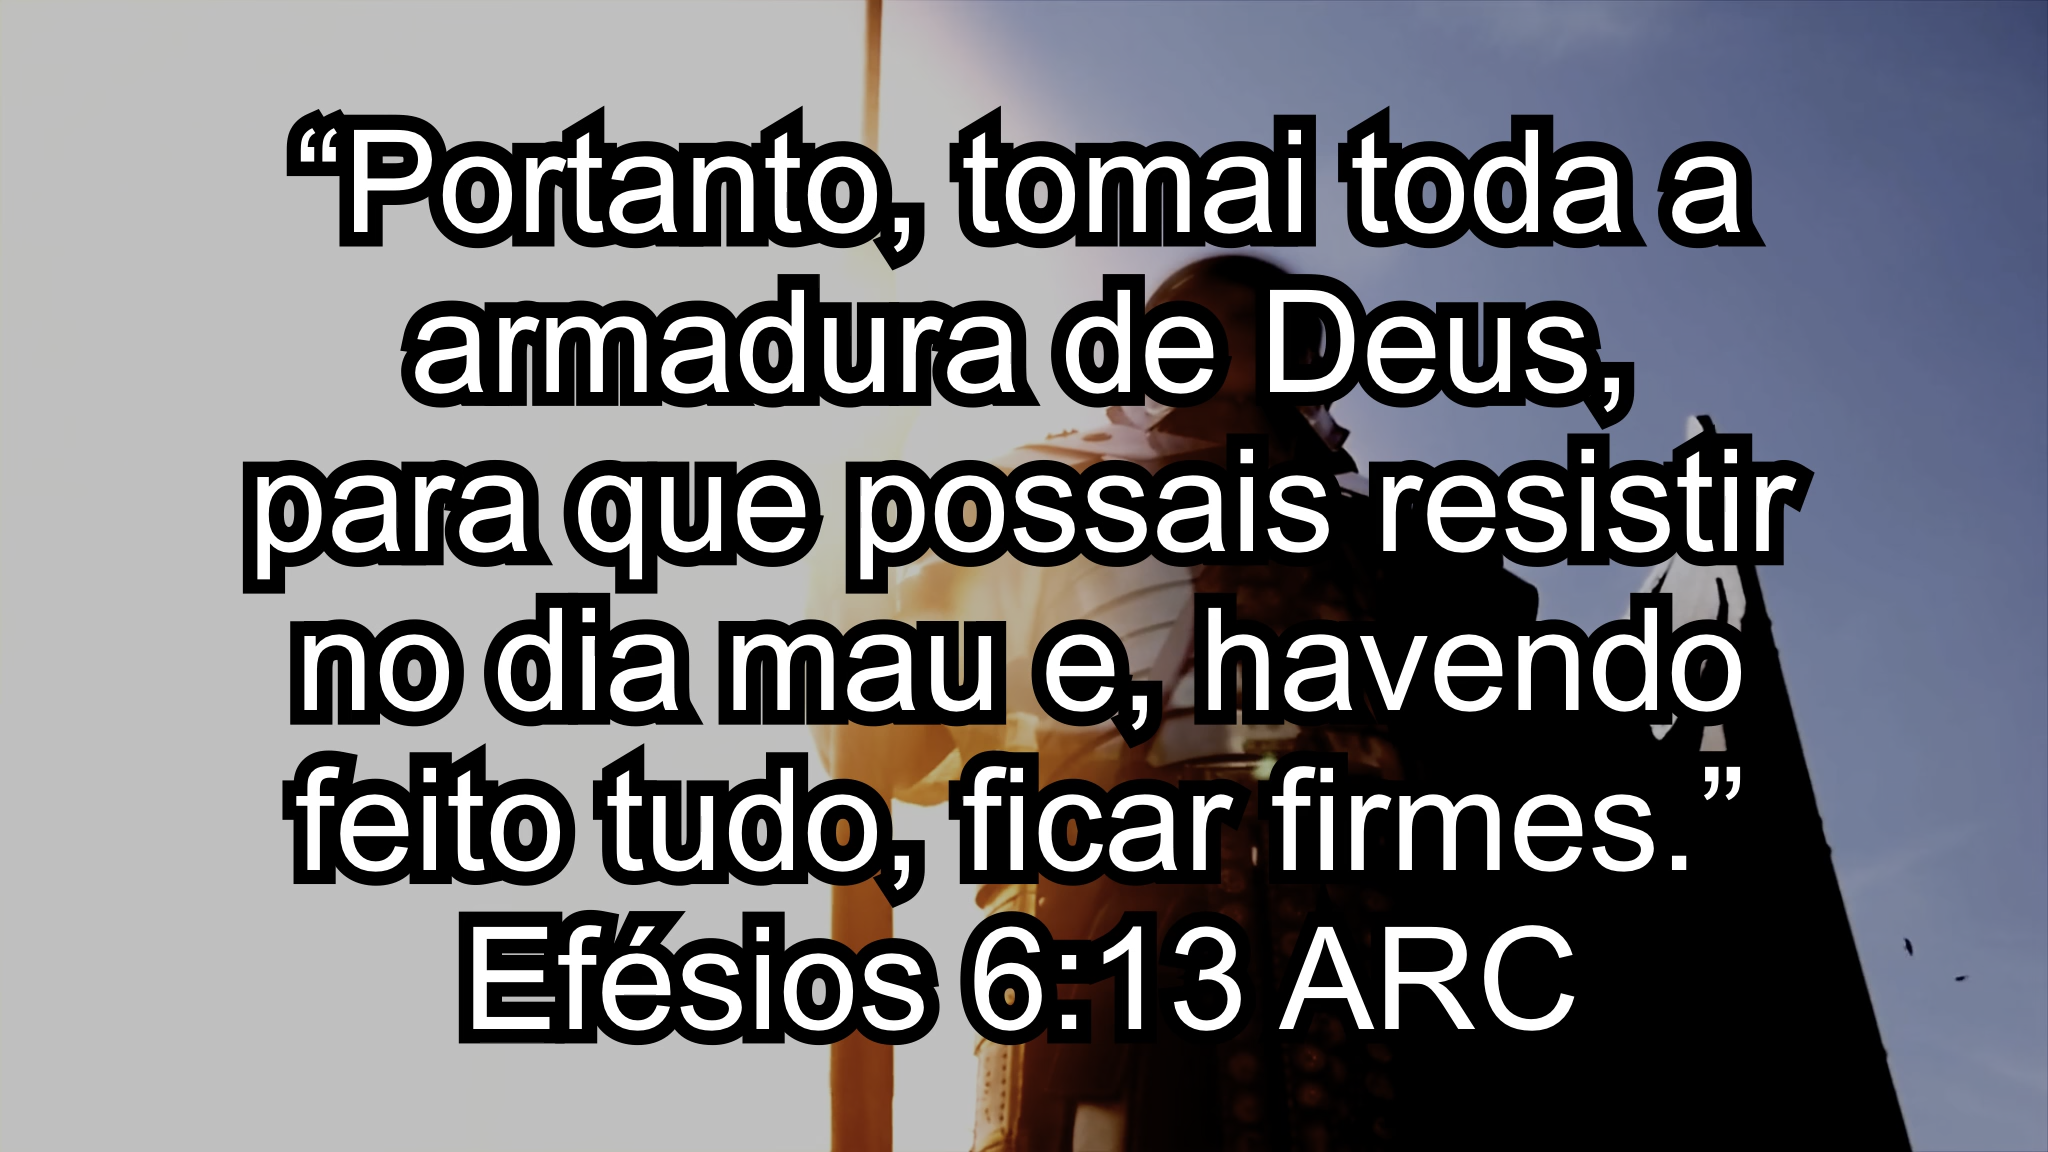 “Portanto, tomai toda a
armadura de Deus,
para que possais resistir
no dia mau e, havendo
feito tudo, ficar firmes.”
Efésios 6:13 ARC